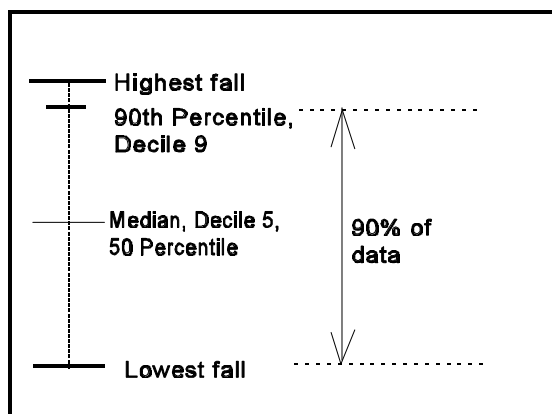 Highest fall
90th Percentile,
Decile 9
Median, Decile 5,
50 Percentile
90% of
data
Lowest fall